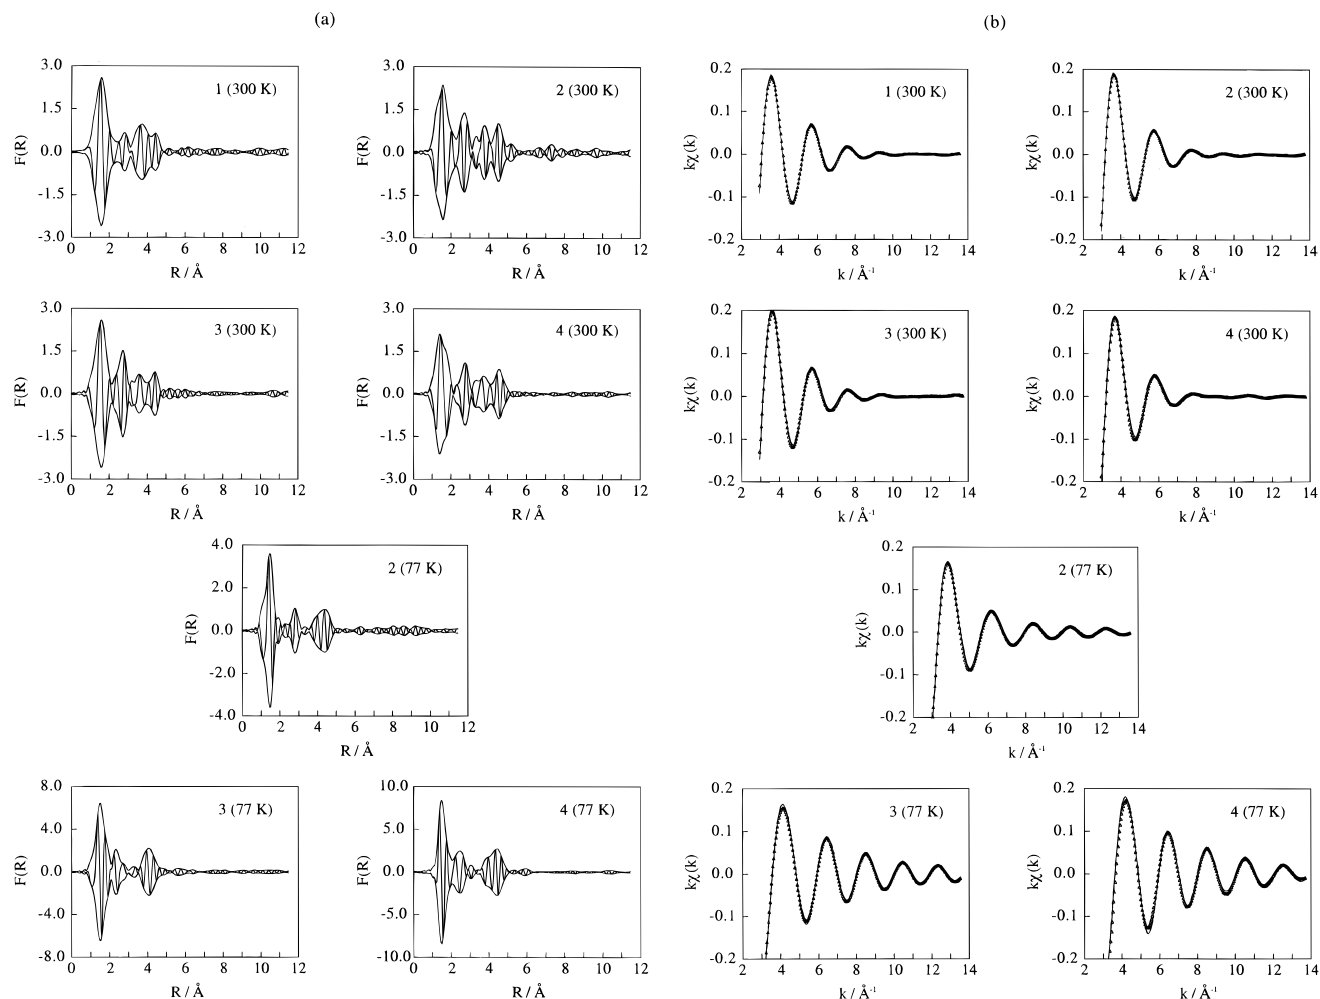 (a)
(b)
3.0
1.5
0.0
-1.5
-3.0
F(R)
1 (300 K)
0 2 4 6 8 10 12
R / Å
3.0
1.5
0.0
-1.5
-3.0
F(R)
2 (300 K)
0 2 4 6 8 10 12
R / Å
0.2
0.1
0.0
-0.1
-0.2
kχ(k)
1 (300 K)
2 4 6 8 10 12 14
k / Å-1
0.2
0.1
0.0
-0.1
-0.2
kχ(k)
2 (300 K)
2 4 6 8 10 12 14
k / Å-1
3.0
1.5
0.0
-1.5
-3.0
F(R)
3 (300 K)
0 2 4 6 8 10 12
R / Å
3.0
1.5
0.0
-1.5
-3.0
F(R)
4 (300 K)
0 2 4 6 8 10 12
R / Å
0.2
0.1
0.0
-0.1
-0.2
kχ(k)
3 (300 K)
2 4 6 8 10 12 14
k / Å-1
0.2
0.1
0.0
-0.1
-0.2
kχ(k)
4 (300 K)
2 4 6 8 10 12 14
k / Å-1
4.0
2.0
0.0
-2.0
-4.0
F(R)
2 (77 K)
0 2 4 6 8 10 12
R / Å
0.2
0.1
0.0
-0.1
-0.2
kχ(k)
2 (77 K)
2 4 6 8 10 12 14
k / Å-1
8.0
4.0
0.0
-4.0
-8.0
F(R)
3 (77 K)
0 2 4 6 8 10 12
R / Å
10.0
5.0
0.0
-5.0
-10.0
F(R)
4 (77 K)
0 2 4 6 8 10 12
R / Å
0.2
0.1
0.0
-0.1
-0.2
kχ(k)
3 (77 K)
2 4 6 8 10 12 14
k / Å-1
0.2
0.1
0.0
-0.1
-0.2
kχ(k)
4 (77 K)
2 4 6 8 10 12 14
k / Å-1